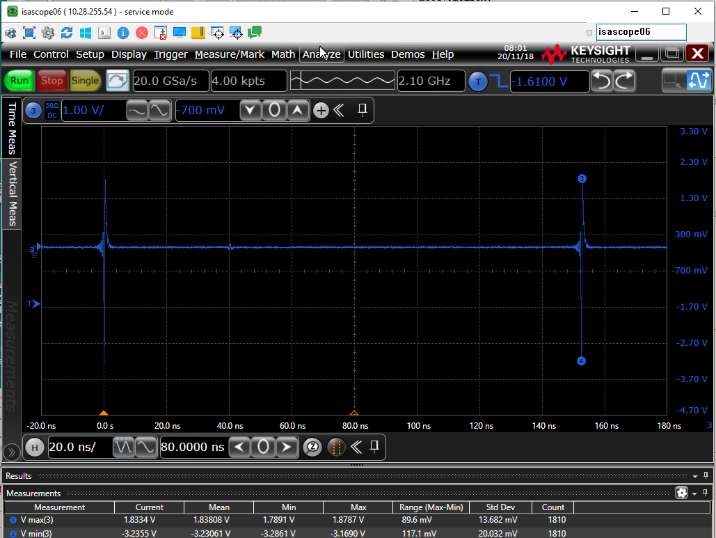 isascope06 ( 10.28.255.54 ) - service mode
isascope06
File Control Setup Display Trigger Measure/Mark Math Analyze Utilities Demos Help
08:01
20/11/18
KEYSIGHT
TECHNOLOGIES
Run Stop Single 20.0 GSa/s 4.00 kpts 2.10 GHz T -1.6100 V
3 50Ω DC 1.00 V/ -700 mV 0
Time Meas
Vertical Meas
Measurements
3.30 V
2.30 V
1.30 V
300 mV
-700 mV
-1.70 V
-2.70 V
-3.70 V
-4.70 V
3
4
T
-20.0 ns 0.0 s 20.0 ns 40.0 ns 60.0 ns 80.0 ns 100 ns 120 ns 140 ns 160 ns 180 ns 3
H 20.0 ns/ 80.0000 ns 0
Results
Measurements
Measurement Current Mean Min Max Range (Max-Min) Std Dev Count
V max(3) 1.8334 V 1.83808 V 1.7891 V 1.8787 V 89.6 mV 13.682 mV 1810
V min(3) -3.2355 V -3.23061 V -3.2861 V -3.1690 V 117.1 mV 20.032 mV 1810